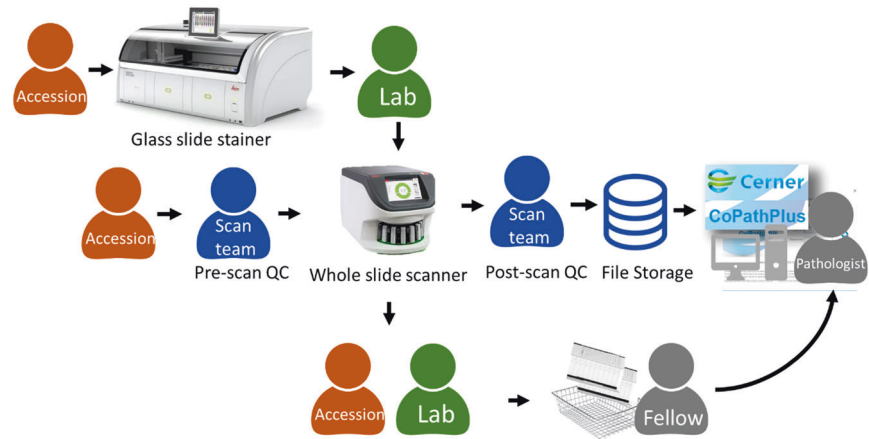 Accession
Lab
Glass slide stainer
Accession
Scan
team
Pre-scan QC
Whole slide scanner
Scan
team
Post-scan QC
File Storage
Cerner
CoPathPlus
Pathologist
Accession
Lab
Fellow